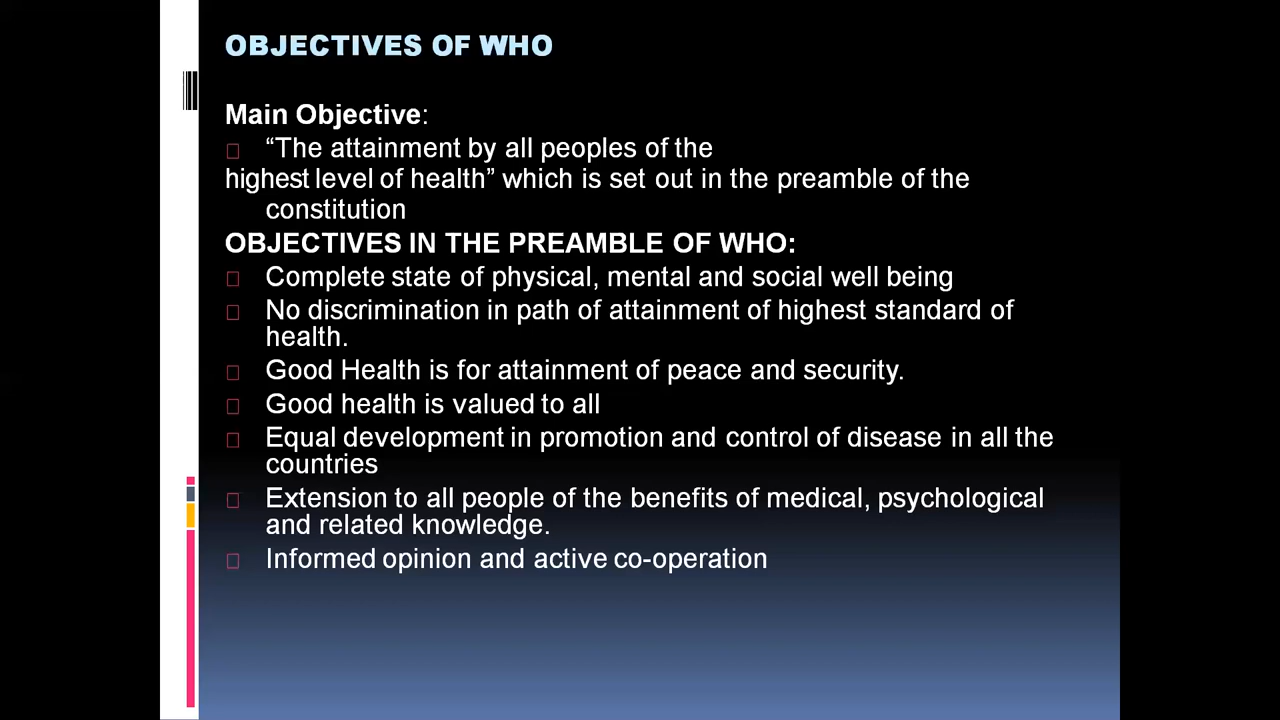 OBJECTIVES OF WHO
Main Objective:
“The attainment by all peoples of the
highest level of health” which is set out in the preamble of the
constitution
OBJECTIVES IN THE PREAMBLE OF WHO:
Complete state of physical, mental and social well being
No discrimination in path of attainment of highest standard of
health.
Good Health is for attainment of peace and security.
Good health is valued to all
Equal development in promotion and control of disease in all the
countries
Extension to all people of the benefits of medical, psychological
and related knowledge.
Informed opinion and active co-operation